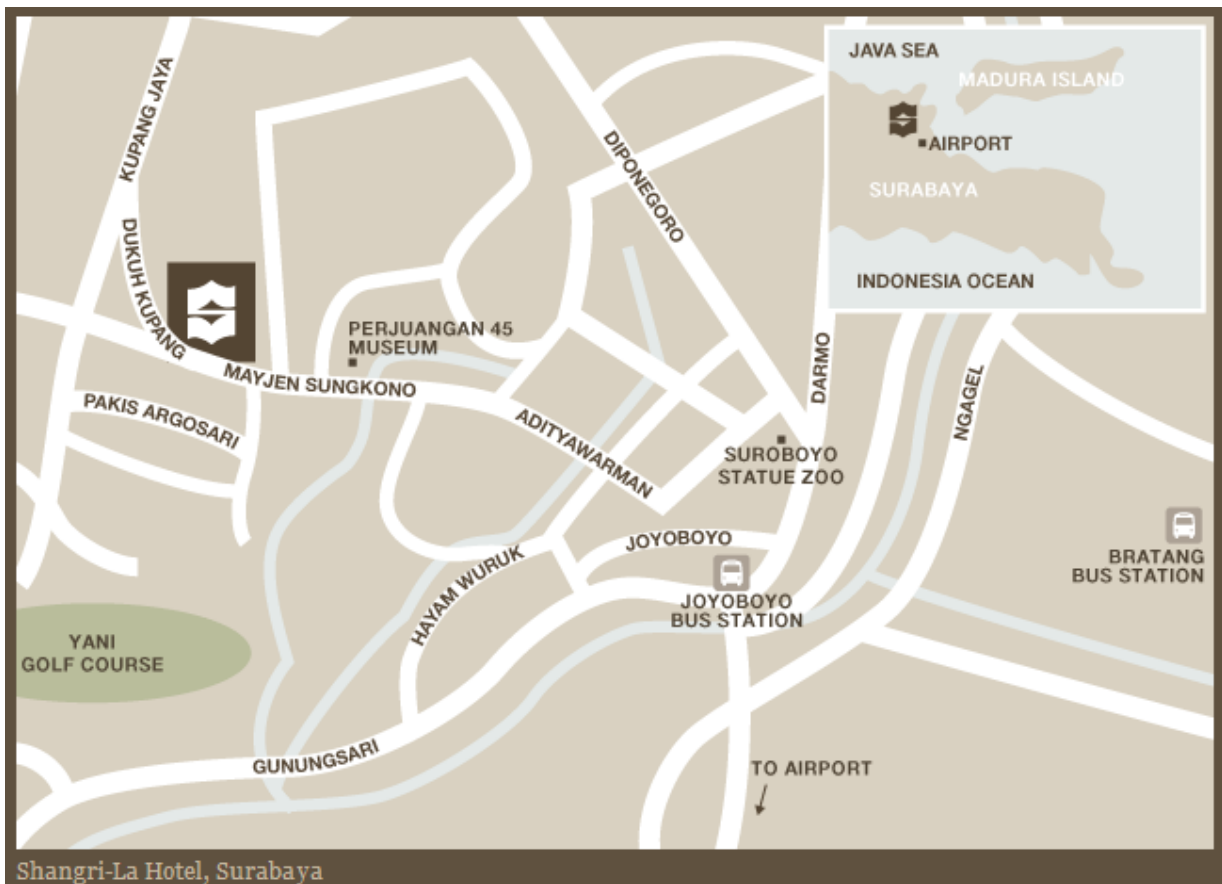 JAVA SEA
MADURA ISLAND
AIRPORT
SURABAYA
INDONESIA OCEAN
KUPANG JAYA
DUKUH KUPANG
DIPONEGORO
PERJUANGAN 45
MUSEUM
MAYJEN SUNGKONO
PAKIS ARGOSARI
ADITYAWARMAN
DARMO
NGAGEL
SUROBOYO
STATUE ZOO
JOYOBOYO
HAYAM WURUK
JOYOBOYO
BUS STATION
BRATANG
BUS STATION
YANI
GOLF COURSE
GUNUNGSARI
TO AIRPORT
Shangri-La Hotel, Surabaya